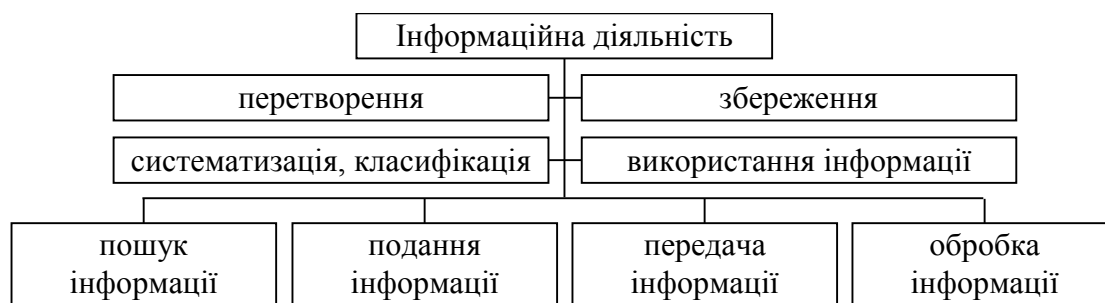 Інформаційна діяльність
перетворення
збереження
систематизація, класифікація
використання інформації
пошук
інформації
подання
інформації
передача
інформації
обробка
інформації